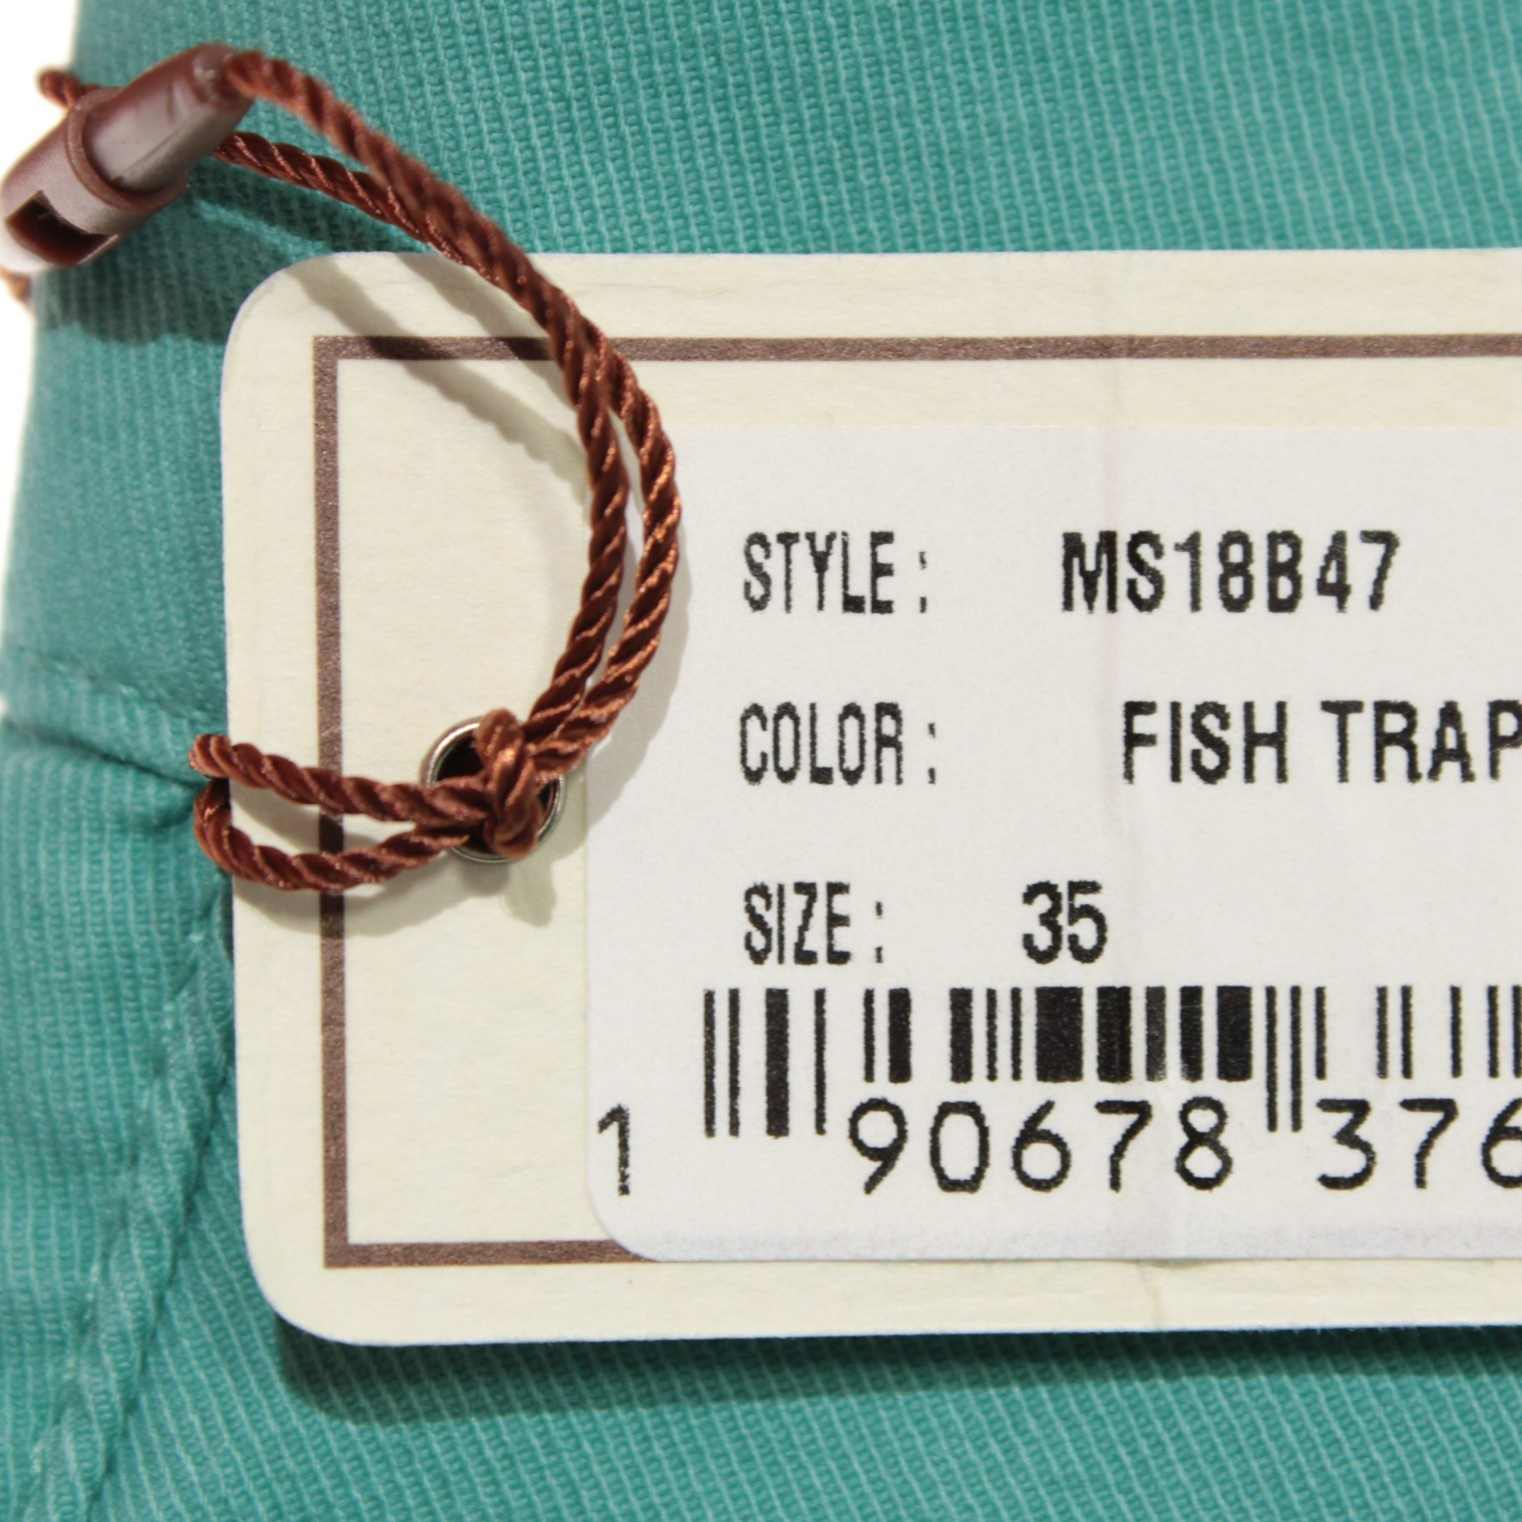 STYLE : MS18B47
COLOR : FISH TRAP
SIZE : 35
1 90678 376